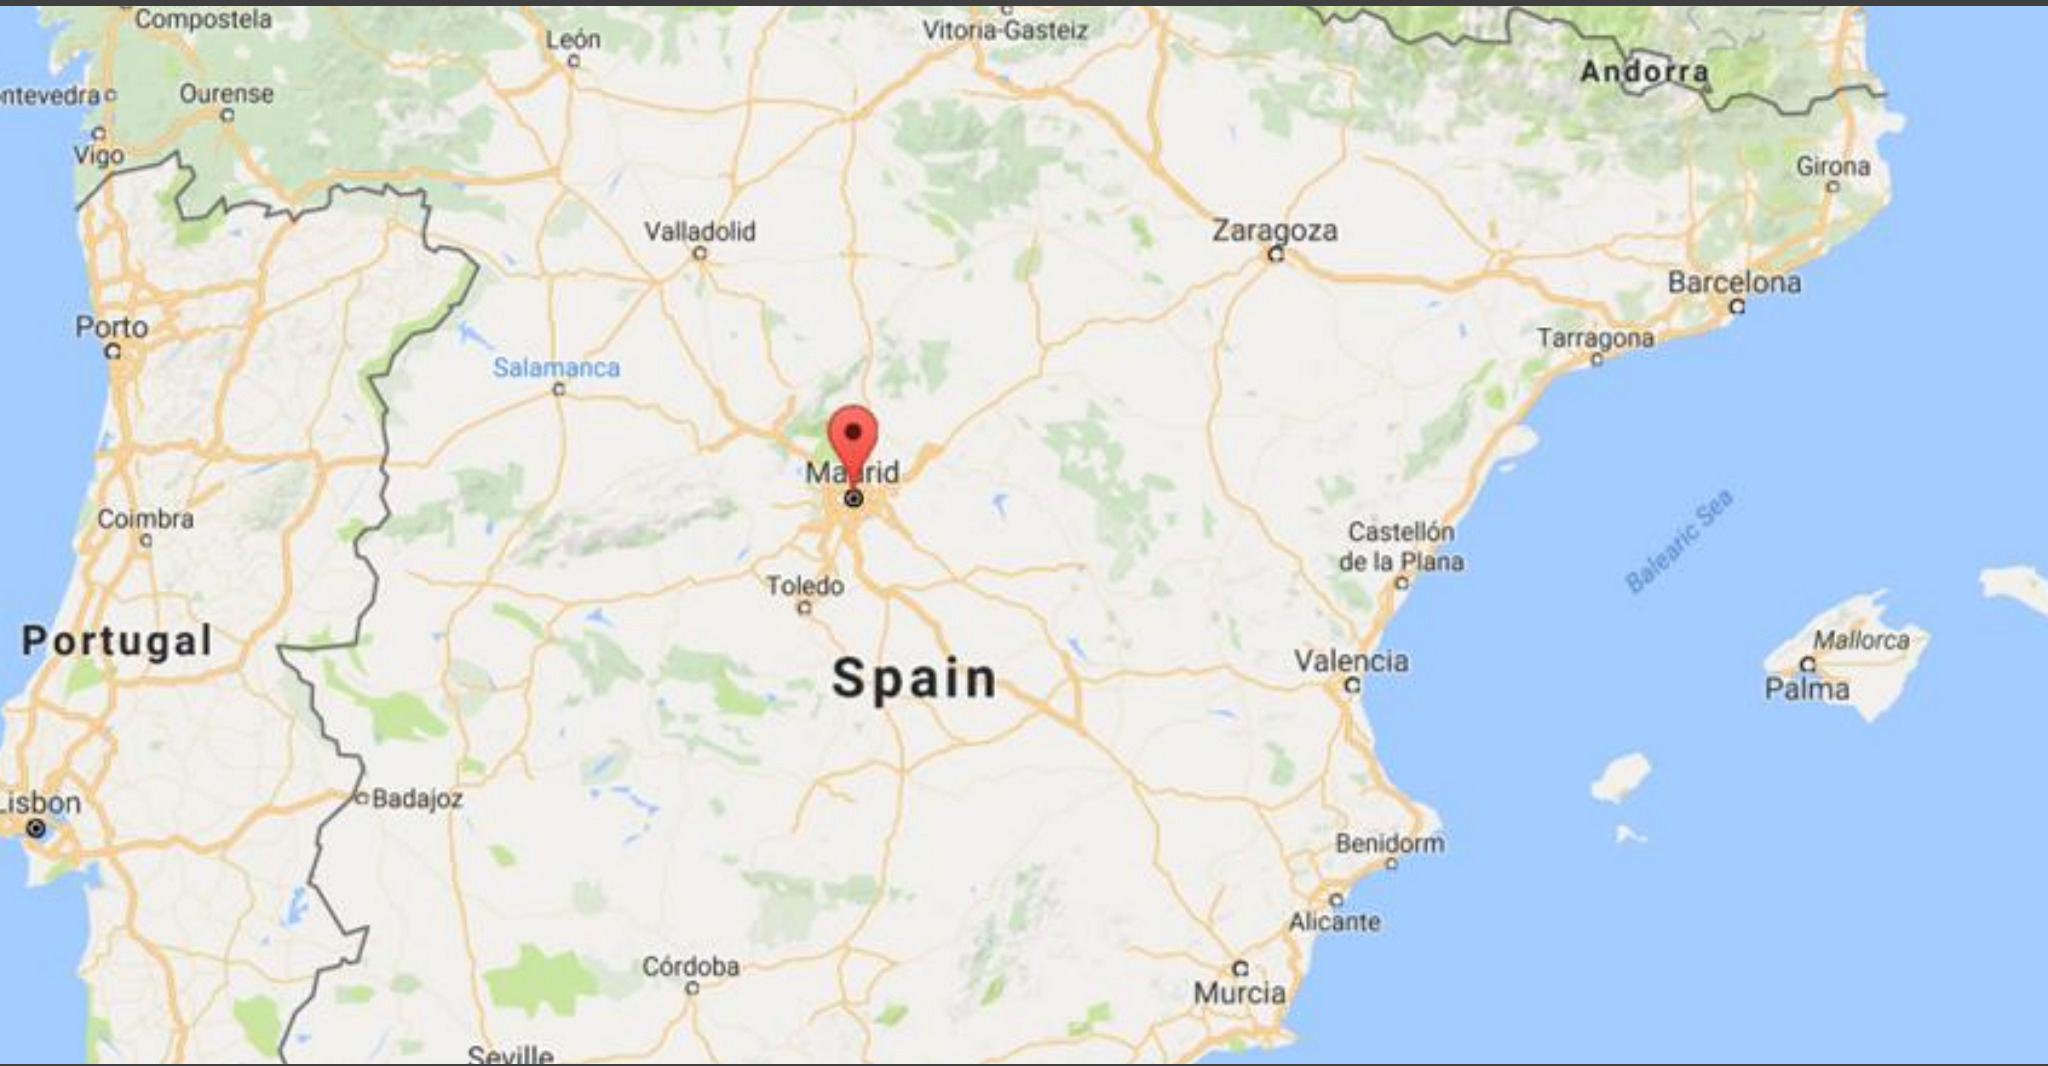 Compostela
León
Vitoria-Gasteiz
Andorra
ntevedra
Ourense
Vigo
Girona
Valladolid
Zaragoza
Barcelona
Porto
Tarragona
Salamanca
Madrid
Coimbra
Castellón
de la Plana
Balearic Sea
Toledo
Portugal
Spain
Valencia
Mallorca
Palma
Lisbon
Badajoz
Benidorm
Alicante
Córdoba
Murcia
Seville